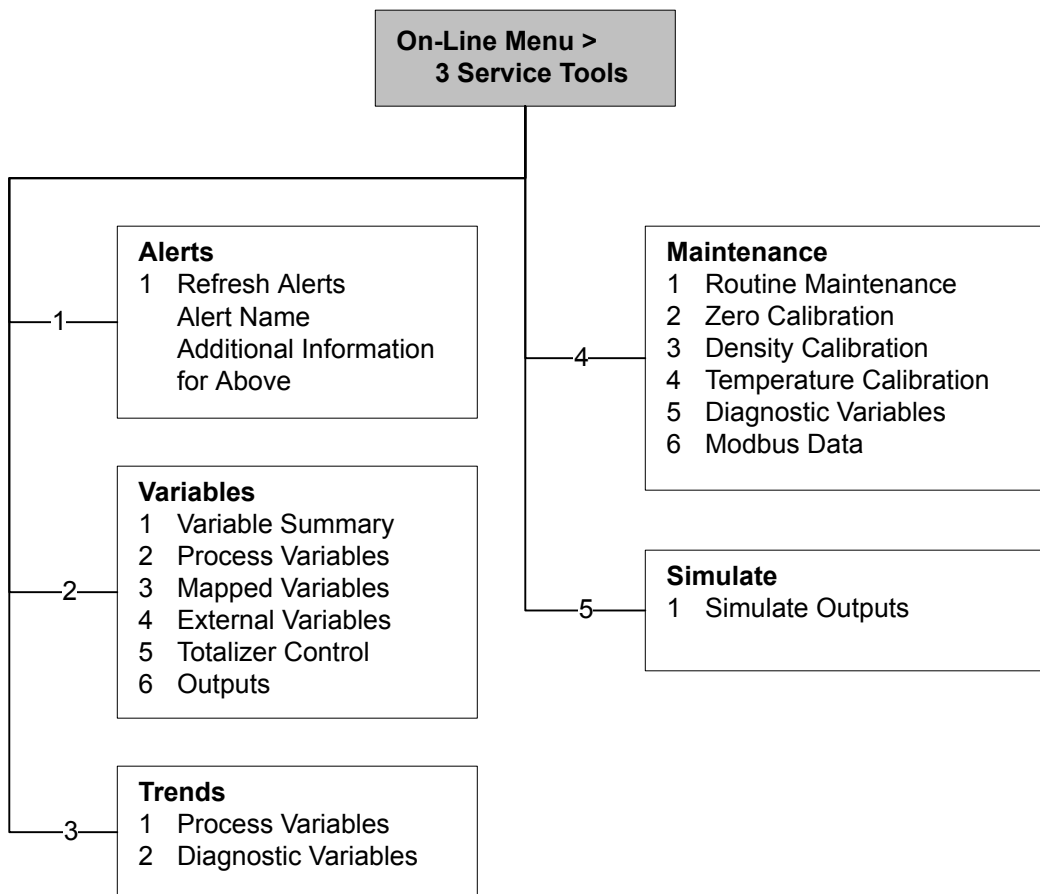 On-Line Menu >
3 Service Tools
1
Alerts
1 Refresh Alerts
Alert Name
Additional Information
for Above
2
Variables
1 Variable Summary
2 Process Variables
3 Mapped Variables
4 External Variables
5 Totalizer Control
6 Outputs
3
Trends
1 Process Variables
2 Diagnostic Variables
4
Maintenance
1 Routine Maintenance
2 Zero Calibration
3 Density Calibration
4 Temperature Calibration
5 Diagnostic Variables
6 Modbus Data
5
Simulate
1 Simulate Outputs